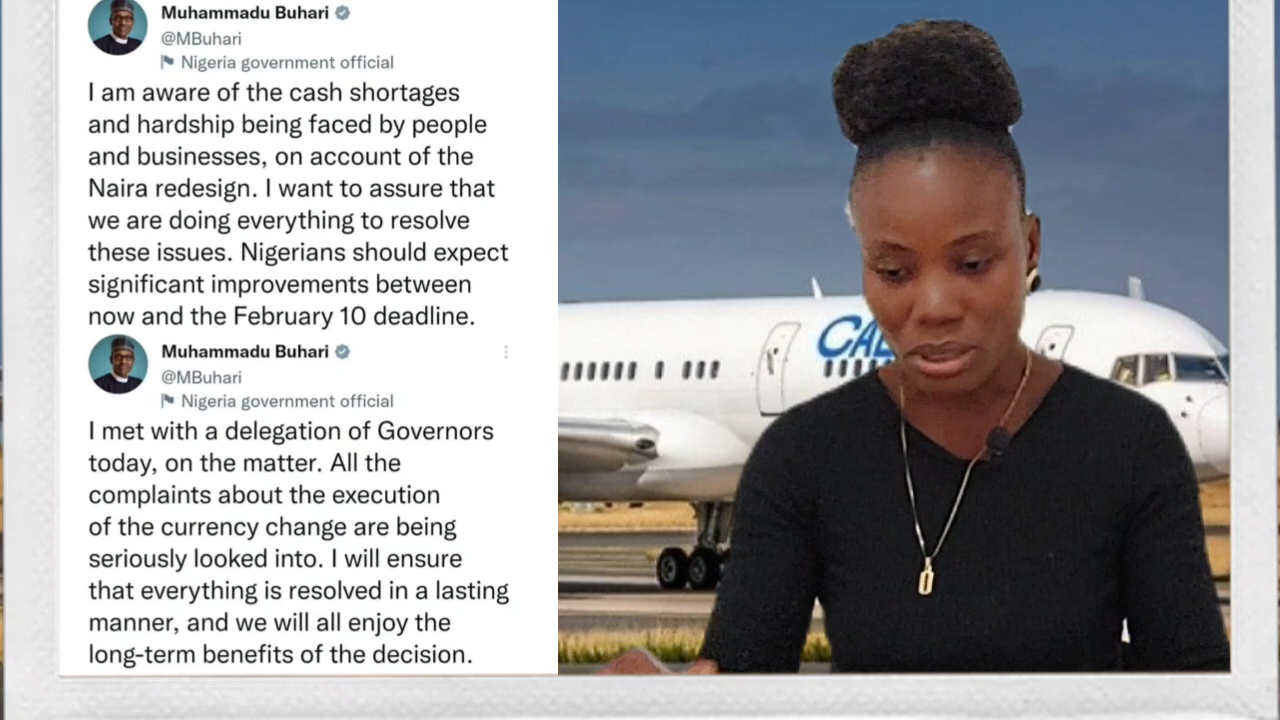 Muhammadu Buhari
@MBuhari
Nigeria government official
I am aware of the cash shortages
and hardship being faced by people
and businesses, on account of the
Naira redesign. I want to assure that
we are doing everything to resolve
these issues. Nigerians should expect
significant improvements between
now and the February 10 deadline.
Muhammadu Buhari
@MBuhari
Nigeria government official
I met with a delegation of Governors
today, on the matter. All the
complaints about the execution
of the currency change are being
seriously looked into. I will ensure
that everything is resolved in a lasting
manner, and we will all enjoy the
long-term benefits of the decision.